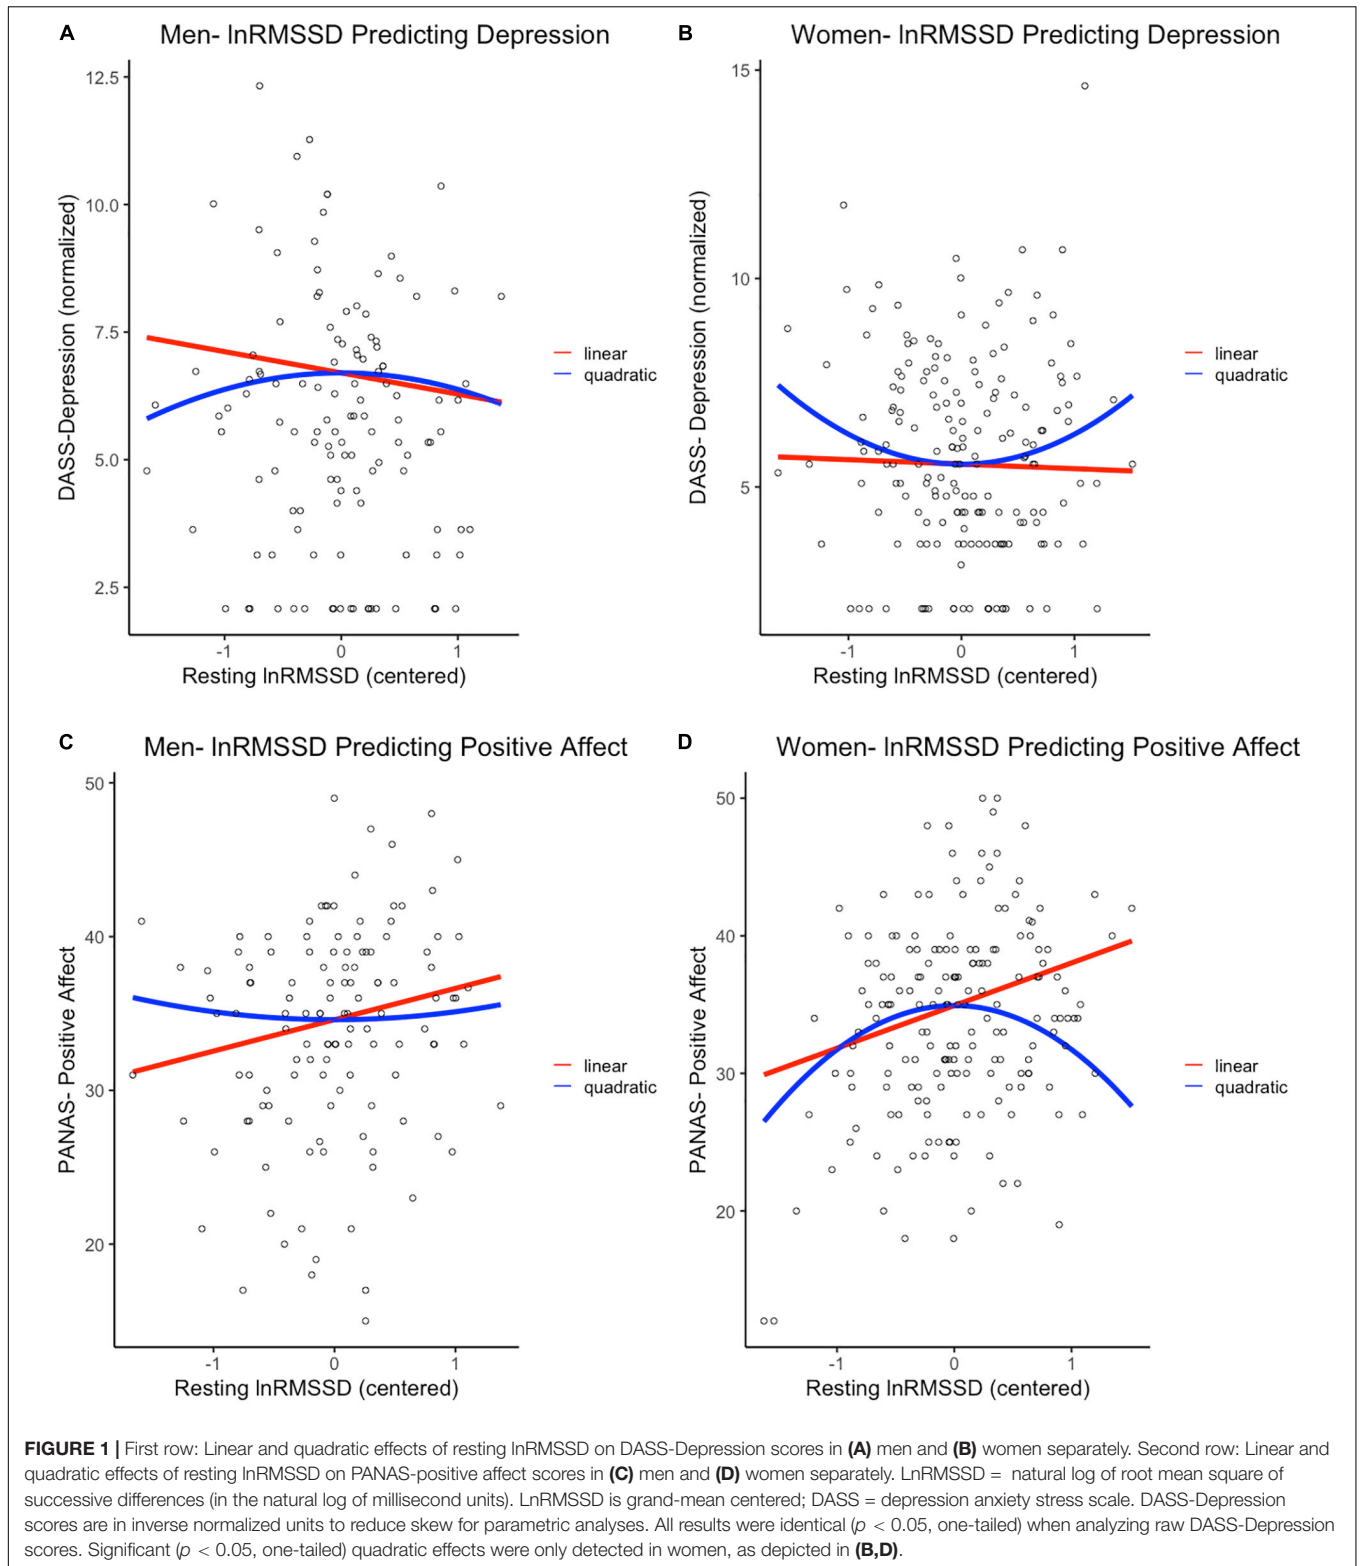 A
Men- lnRMSSD Predicting Depression
12.5
10.0
7.5
5.0
2.5
DASS-Depression (normalized)
-1 0 1
Resting lnRMSSD (centered)
linear
quadratic
B
Women- lnRMSSD Predicting Depression
15
10
5
DASS- Depression (normalized)
-1 0 1
Resting lnRMSSD (centered)
linear
quadratic
C
Men- lnRMSSD Predicting Positive Affect
50
40
30
20
PANAS- Positive Affect
-1 0 1
Resting lnRMSSD (centered)
linear
quadratic
D
Women- lnRMSSD Predicting Positive Affect
50
40
30
20
PANAS- Positive Affect
-1 0 1
Resting lnRMSSD (centered)
linear
quadratic
FIGURE 1 | First row: Linear and quadratic effects of resting lnRMSSD on DASS-Depression scores in (A) men and (B) women separately. Second row: Linear and
quadratic effects of resting lnRMSSD on PANAS-positive affect scores in (C) men and (D) women separately. LnRMSSD = natural log of root mean square of
successive differences (in the natural log of millisecond units). LnRMSSD is grand-mean centered; DASS = depression anxiety stress scale. DASS-Depression
scores are in inverse normalized units to reduce skew for parametric analyses. All results were identical (p < 0.05, one-tailed) when analyzing raw DASS-Depression
scores. Significant (p < 0.05, one-tailed) quadratic effects were only detected in women, as depicted in (B,D).